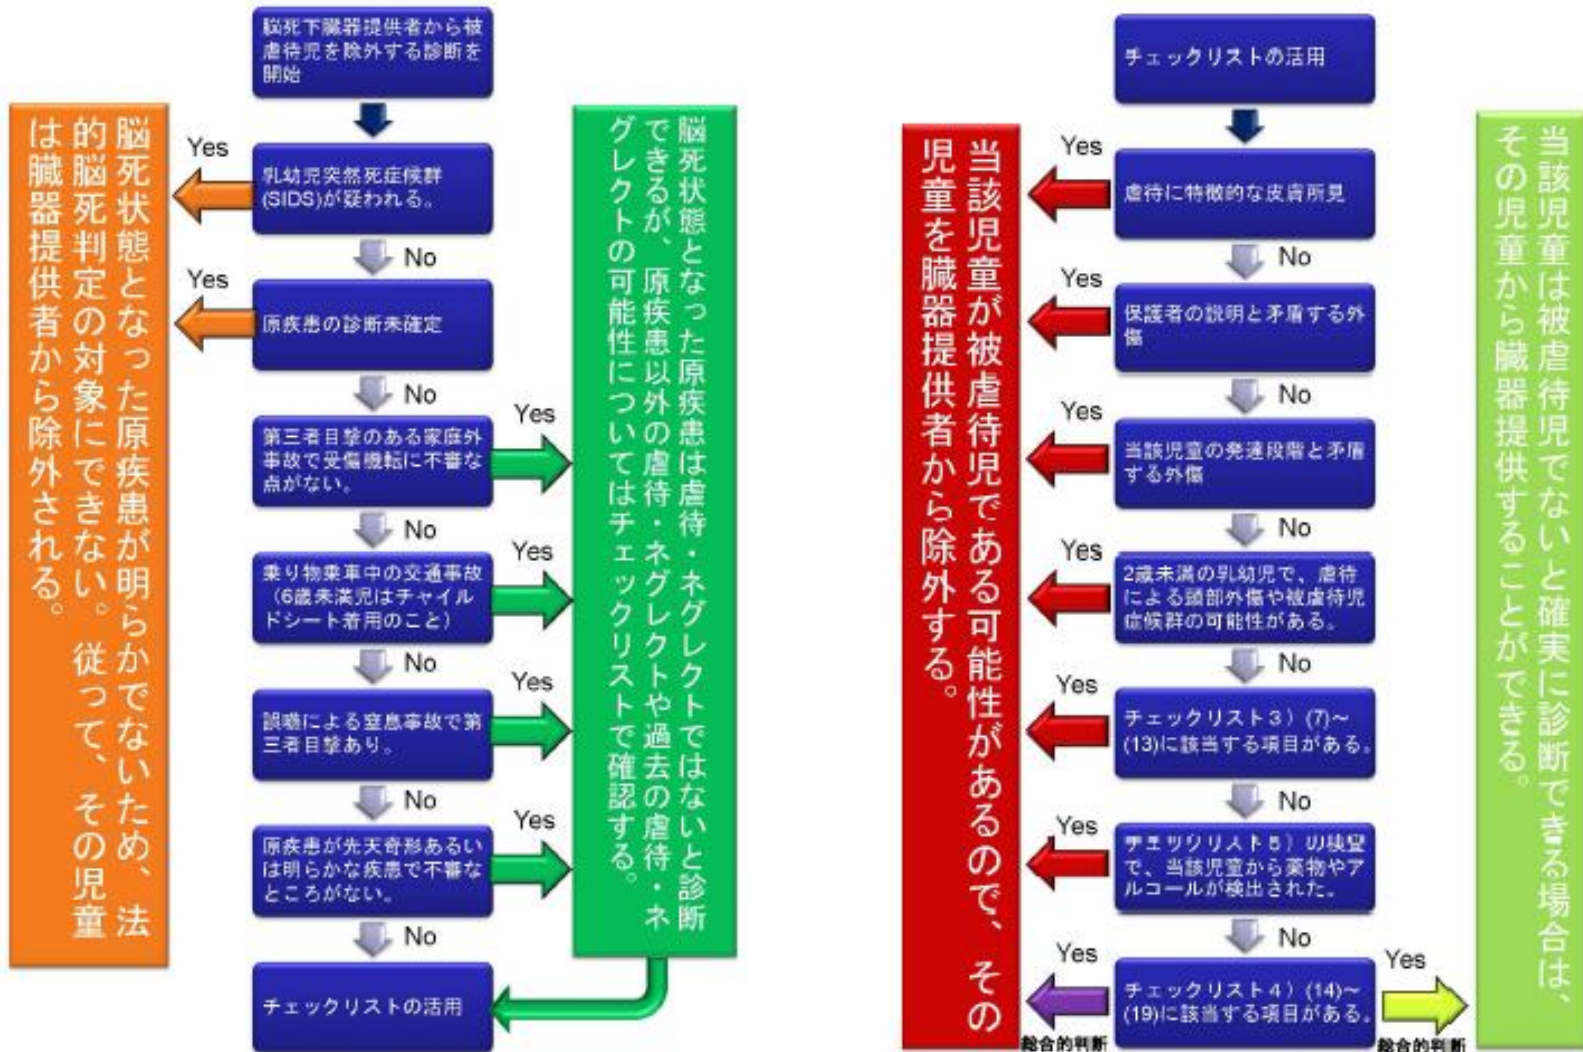 脳死下臓器提供者から被
虐待児を除外する診断を
開始
Yes
乳幼児突然死症候群
(SIDS)が疑われる。
No
Yes
原疾患の診断未確定
No
第三者目撃のある家庭外
事故で受傷機転に不審な
点がない。
Yes
No
乗り物乗車中の交通事故
（6歳未満児はチャイル
ドシート着用のこと）
Yes
No
誤嚥による窒息事故で第
三者目撃あり。
Yes
No
原疾患が先天奇形あるい
は明らかな疾患で不審な
ところがない。
Yes
No
チェックリストの活用
脳死状態となった原疾患が明らかでないため、法
的脳死判定の対象にできない。従って、その児童
は臓器提供者から除外される。
脳死状態となった原疾患は虐待・ネグレクトではないと診断
できるが、原疾患以外の虐待・ネグレクトや過去の虐待・ネ
グレクトの可能性についてはチェックリストで確認する。
チェックリストの活用
Yes
虐待に特徴的な皮膚所見
No
Yes
保護者の説明と矛盾する外
傷
No
Yes
当該児童の発達段階と矛盾
する外傷
No
Yes
2歳未満の乳幼児で、虐待
による頭部外傷や被虐待児
症候群の可能性がある。
No
Yes
チェックリスト３）(7)～
(13)に該当する項目がある。
No
Yes
チェックリスト５）の検査
で、当該児童から薬物やア
ルコールが検出された。
No
Yes
チェックリスト４）(14)～
(19)に該当する項目がある。
Yes
総合的判断
総合的判断
当該児童が被虐待児である可能性があるので、その
児童を臓器提供者から除外する。
当該児童は被虐待児でないと確実に診断できる場合は、
その児童から臓器提供することができる。